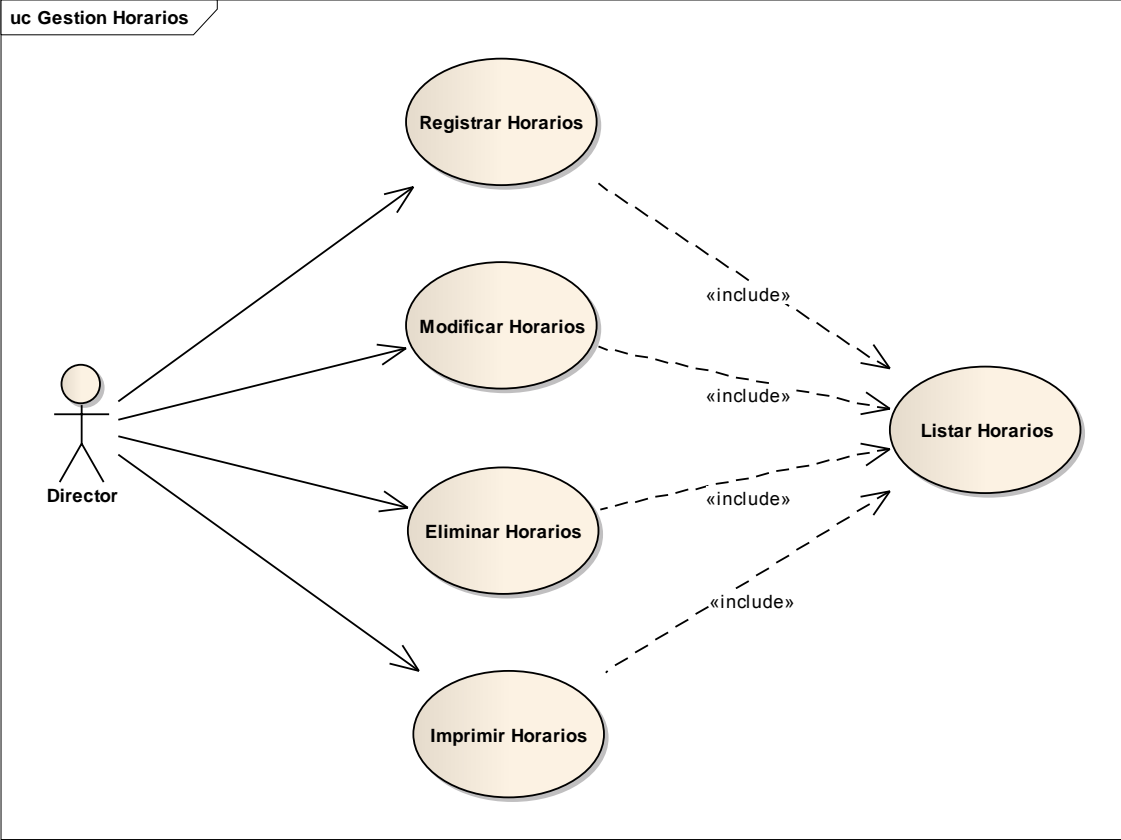 uc Gestion Horarios
Registrar Horarios
«include»
Modificar Horarios
«include»
Listar Horarios
Director
«include»
Eliminar Horarios
«include»
Imprimir Horarios